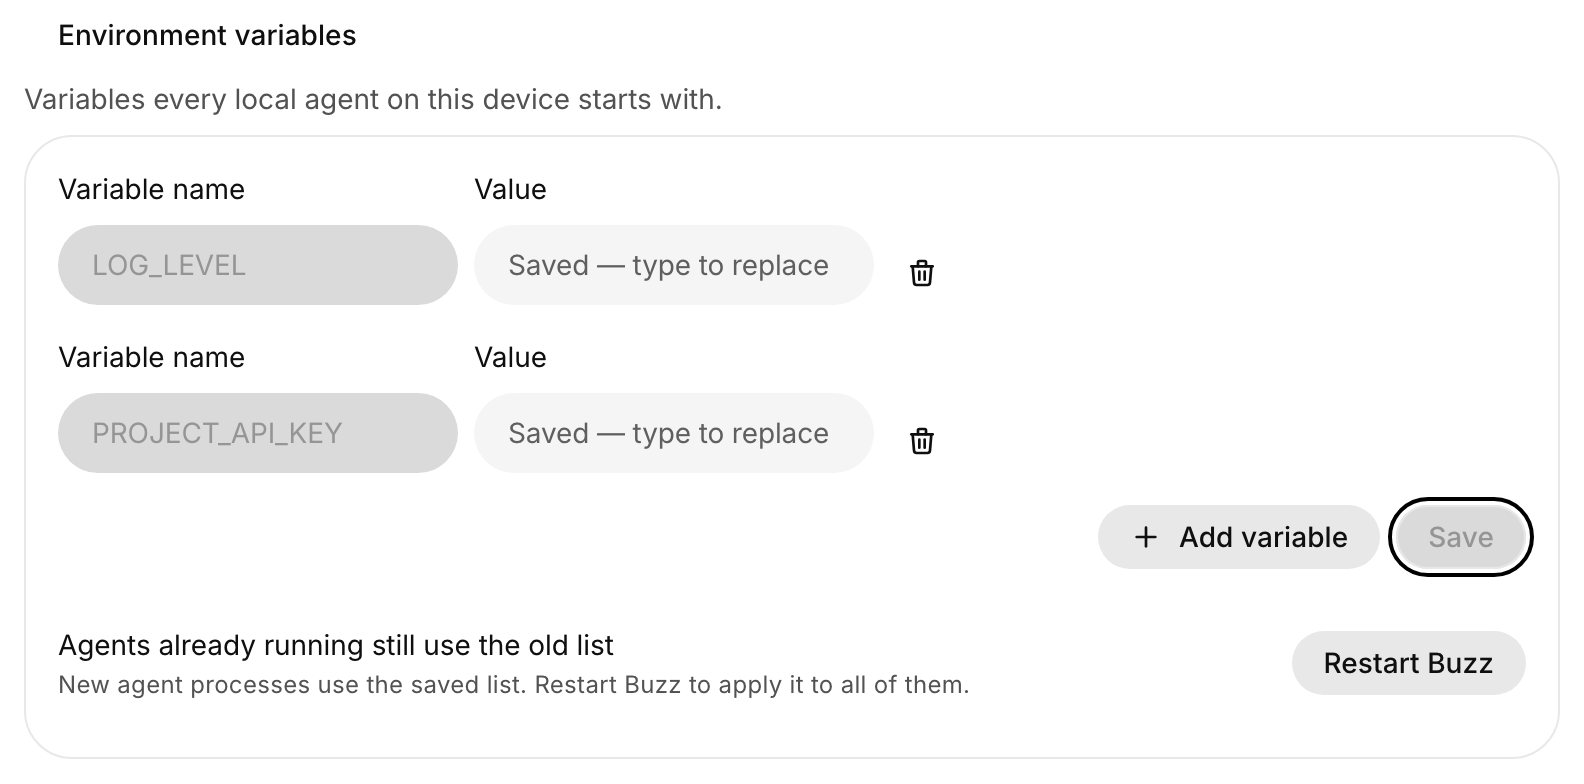 Environment variables
Variables every local agent on this device starts with.
Variable name Value
LOG_LEVEL Saved — type to replace
Variable name Value
PROJECT_API_KEY Saved — type to replace
Add variable Save
Agents already running still use the old list
New agent processes use the saved list. Restart Buzz to apply it to all of them.
Restart Buzz